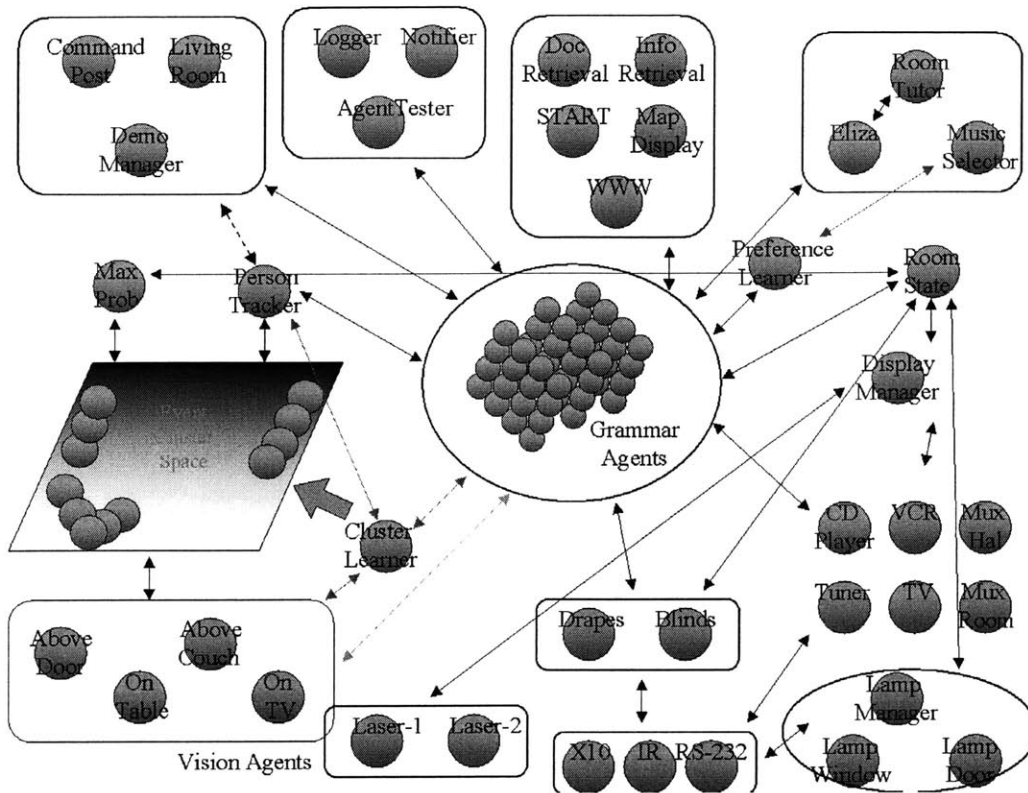 Command
Post
Living
Room
Demo
Manager
Logger
Notifier
AgentTester
Doc
Retrieval
Info
Retrieval
START
Map
Display
WWW
Room
Tutor
Eliza
Music
Selector
Max
Prob
Person
Tracker
Preference
Learner
Room
State
Display
Manager
Event
Space
Grammar
Agents
Cluster
Learner
CD
Player
VCR
Mux
Hal
Tuner
TV
Mux
Room
Drapes
Blinds
Above
Door
Above
Couch
On
Table
On
TV
Vision Agents
Laser-1
Laser-2
X10
IR
RS-232
Lamp
Manager
Lamp
Window
Lamp
Door